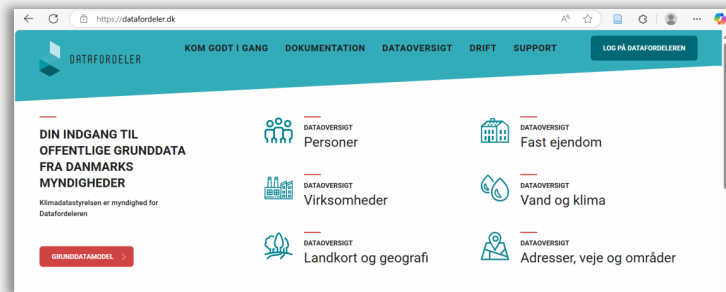 https://datafordeler.dk
DATAFORDELER
KOM GODT I GANG DOKUMENTATION DATAOVERSIGT DRIFT SUPPORT
LOG PÅ DATAFORDELEREN
DIN INDGANG TIL
OFFENTLIGE GRUNDDATA
FRA DANMARKS
MYNDIGHEDER
Klimadatastyrelsen er myndighed for
Datafordeleren
GRUNDDATAMODEL
DATAOVERSIGT
Personer
DATAOVERSIGT
Fast ejendom
DATAOVERSIGT
Virksomheder
DATAOVERSIGT
Vand og klima
DATAOVERSIGT
Landkort og geografi
DATAOVERSIGT
Adresser, veje og områder